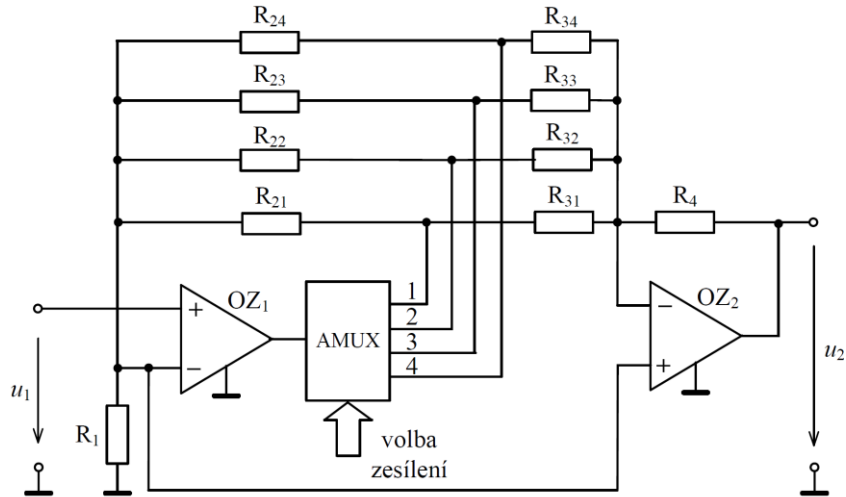 R₂₄ R₃₄
R₂₃ R₃₃
R₂₂ R₃₂
R₂₁ R₃₁ R₄
OZ₁ 1 OZ₂
+ 2 −
AMUX 3
− 4 +
u₁ u₂
R₁ volba
zesílení